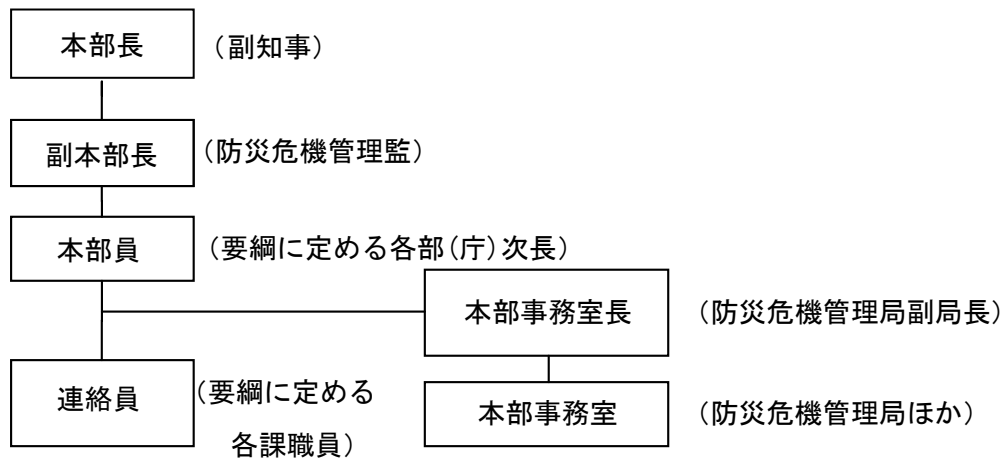 本部長 （副知事）
副本部長 （防災危機管理監）
本部員 （要綱に定める各部（庁）次長）
本部事務室長 （防災危機管理局副局長）
連絡員 （要綱に定める
各課職員）
本部事務室 （防災危機管理局ほか）